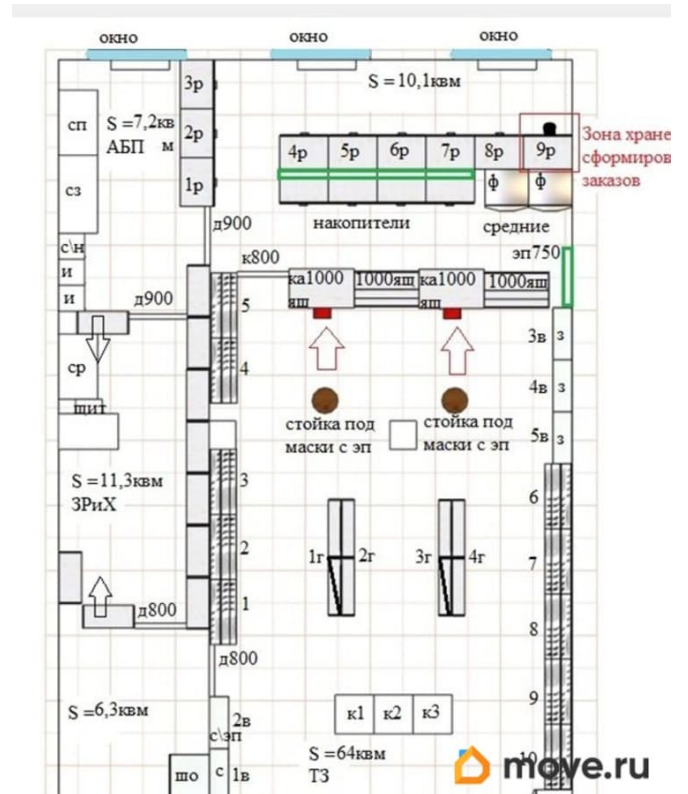 окно
окно
окно
S =10,1квм
3р
сп
S =7,2кв
АБП м
2р
4р
5р
6р
7р
8р
9р
Зона хране
сформиров
заказов
сз
1р
ф
ф
накопители
средние
д900
с\н
к800
эп750
и
и
д900
ка1000
ящ
1000ящ
ка1000
ящ
1000ящ
5
3в
з
ср
4
4в
з
щит
стойка под
маски с эп
стойка под
маски с эп
5в
з
S =11,3квм
ЗРиХ
3
6
2
1г
2г
3г
4г
7
1
д800
8
д800
9
S =6,3квм
2в
с\эп
к1
к2
к3
S =64квм
ТЗ
10
шо
с
1в
move.ru